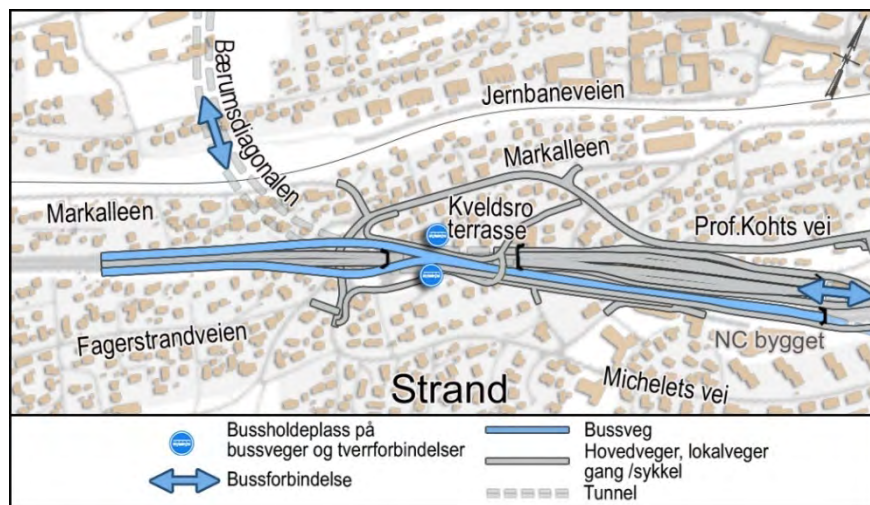 Bærumsdiagonalen
Jernbaneveien
Markalleen
Markalleen
Kveldsro
terrasse
Prof.Kohts vei
Fagerstrandveien
NC bygget
Strand
Michelets vei
Bussholdeplass på
bussveger og tverrforbindelser
Bussforbindelse
Bussveg
Hovedveger, lokalveger
gang /sykkel
Tunnel